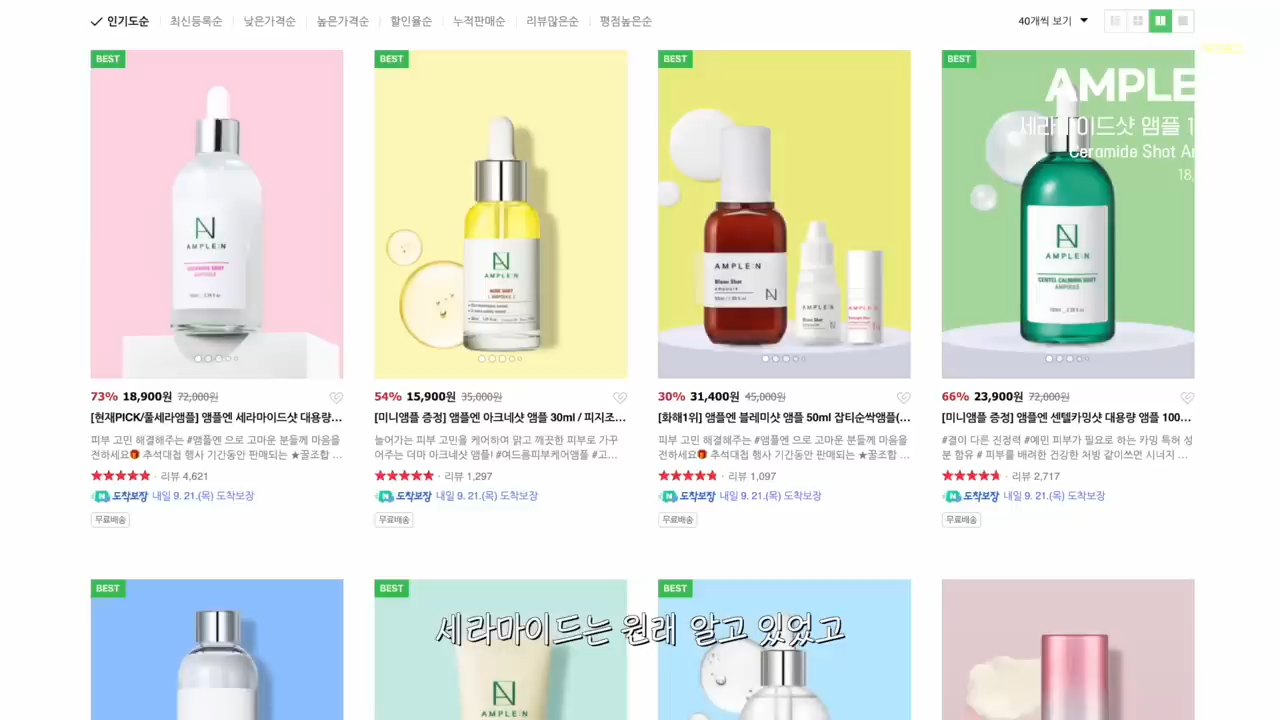 인기도순 최신등록순 낮은가격순 높은가격순 할인율순 누적판매순 리뷰많은순 평점높은순 40개씩 보기
BEST BEST BEST BEST
AMPLE
세라마이드샷 앰플 1
Ceramide Shot Am
18,
N
AMPLE:N
AMPOULE
N
AMPLE:N
ACNE SHOT
[ AMPOULE ]
AMPLE:N
Blemi Shot
N
AMPLE:N
N
AMPLE:N
CENTEL CALMING SHOT
AMPOULE
73% 18,900원 72,000원
[현재PICK/풀세라앰플] 앰플엔 세라마이드샷 대용량...
피부 고민 해결해주는 #앰플엔 으로 고마운 분들께 마음을
전하세요🎁 추석대첩 행사 기간동안 판매되는 ★꿀조합 ...
리뷰 4,621
N 도착보장 내일 9. 21.(목) 도착보장
무료배송
54% 15,900원 35,000원
[미니앰플 증정] 앰플엔 아크네샷 앰플 30ml / 피지조...
늘어가는 피부 고민을 케어하여 맑고 깨끗한 피부로 가꾸
어주는 더마 아크네샷 앰플! #여드름피부케어앰플 #고...
리뷰 1,297
N 도착보장 내일 9. 21.(목) 도착보장
무료배송
30% 31,400원 45,000원
[화해1위] 앰플엔 블레미샷 앰플 50ml 잡티순싹앰플(...
피부 고민 해결해주는 #앰플엔 으로 고마운 분들께 마음을
전하세요🎁 추석대첩 행사 기간동안 판매되는 ★꿀조합 ...
리뷰 1,097
N 도착보장 내일 9. 21.(목) 도착보장
무료배송
66% 23,900원 72,000원
[미니앰플 증정] 앰플엔 센텔카밍샷 대용량 앰플 100...
#결이 다른 진정력 #예민 피부가 필요로 하는 카밍 특허 성
분 함유 # 피부를 배려한 건강한 처방 같이쓰면 시너지 ...
리뷰 2,717
N 도착보장 내일 9. 21.(목) 도착보장
무료배송
BEST BEST BEST
세라마이드는 원래 알고 있었고
N
AMPLE:N